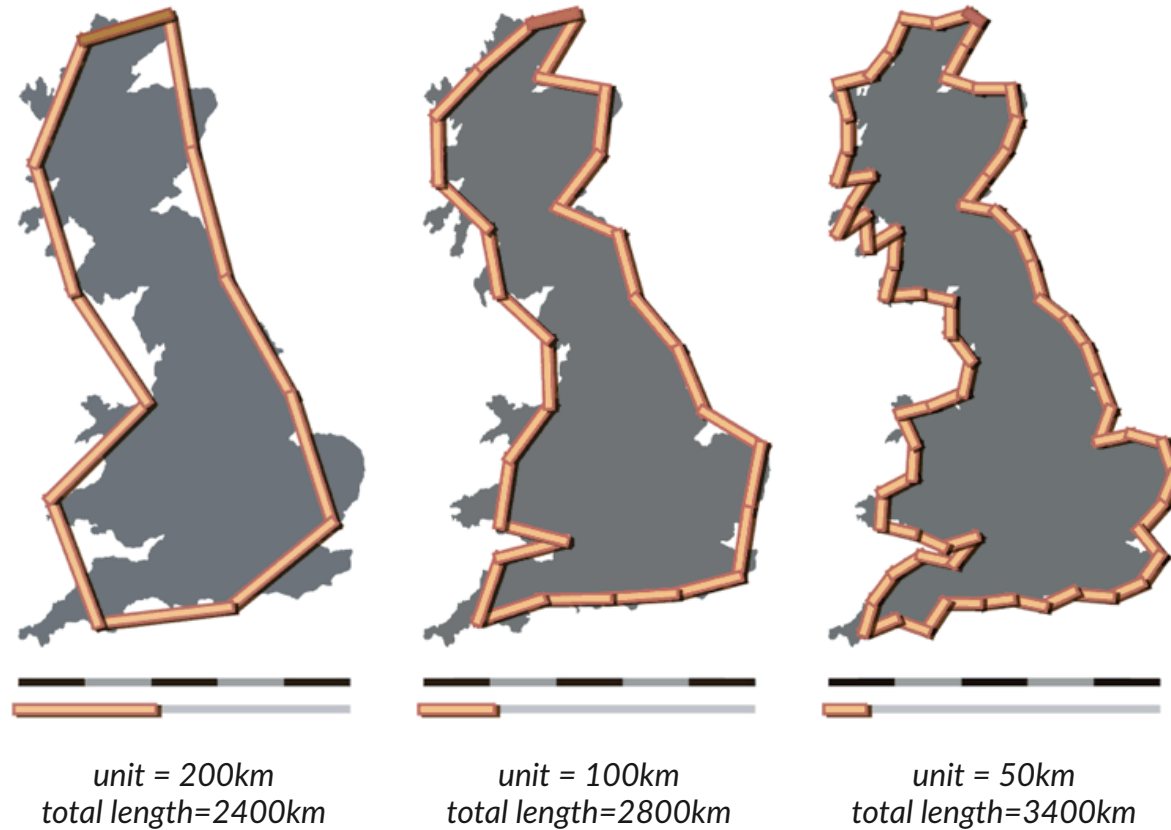 unit = 200km
total length=2400km
unit = 100km
total length=2800km
unit = 50km
total length=3400km